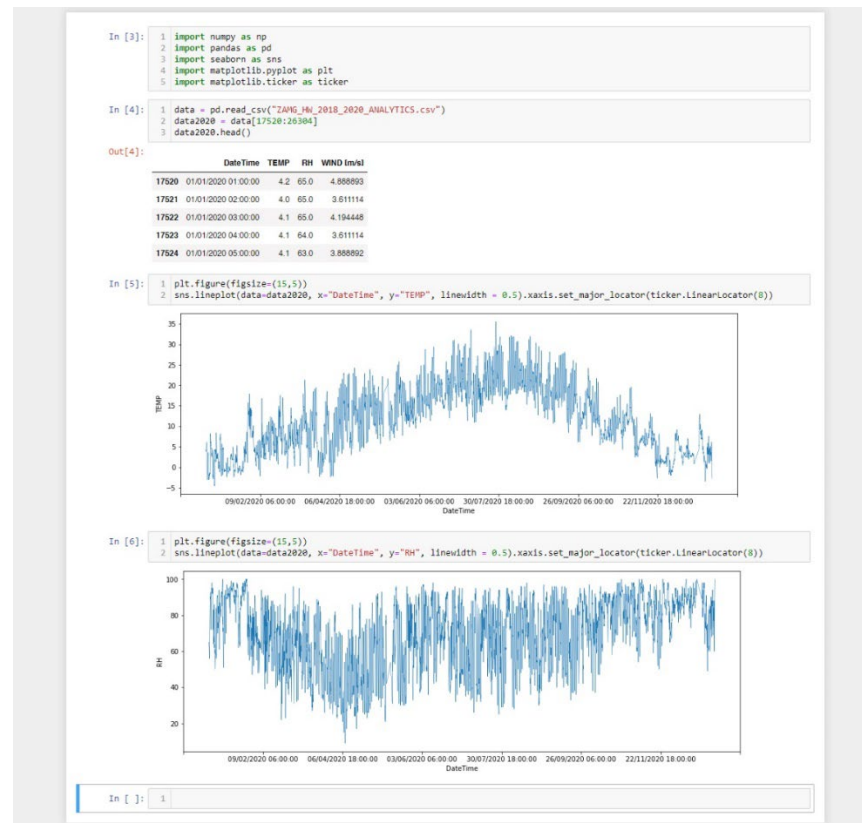 In [3]:
1 import numpy as np
2 import pandas as pd
3 import seaborn as sns
4 import matplotlib.pyplot as plt
5 import matplotlib.ticker as ticker
In [4]:
1 data = pd.read_csv("ZAMG_HW_2018_2020_ANALYTICS.csv")
2 data2020 = data[17520:26304]
3 data2020.head()
Out[4]:
DateTime TEMP RH WIND [m/s]
17520 01/01/2020 01:00:00 4.2 65.0 4.888893
17521 01/01/2020 02:00:00 4.0 65.0 3.611114
17522 01/01/2020 03:00:00 4.1 65.0 4.194448
17523 01/01/2020 04:00:00 4.1 64.0 3.611114
17524 01/01/2020 05:00:00 4.1 63.0 3.888892
In [5]:
1 plt.figure(figsize=(15,5))
2 sns.lineplot(data=data2020, x="DateTime", y="TEMP", linewidth = 0.5).xaxis.set_major_locator(ticker.LinearLocator(8))
35
30
25
20
15
10
5
0
−5
TEMP
09/02/2020 06:00:00 06/04/2020 18:00:00 03/06/2020 06:00:00 30/07/2020 18:00:00 26/09/2020 06:00:00 22/11/2020 18:00:00
DateTime
In [6]:
1 plt.figure(figsize=(15,5))
2 sns.lineplot(data=data2020, x="DateTime", y="RH", linewidth = 0.5).xaxis.set_major_locator(ticker.LinearLocator(8))
100
80
60
40
20
RH
09/02/2020 06:00:00 06/04/2020 18:00:00 03/06/2020 06:00:00 30/07/2020 18:00:00 26/09/2020 06:00:00 22/11/2020 18:00:00
DateTime
In [ ]:
1